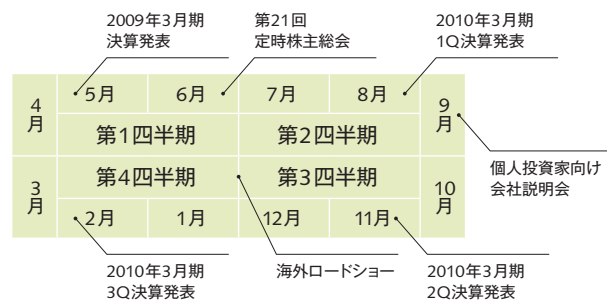 2009年3月期
決算発表
第21回
定時株主総会
2010年3月期
1Q決算発表
4月
5月
6月
7月
8月
9月
第1四半期
第2四半期
個人投資家向け
会社説明会
3月
第4四半期
第3四半期
10月
2月
1月
12月
11月
2010年3月期
3Q決算発表
海外ロードショー
2010年3月期
2Q決算発表